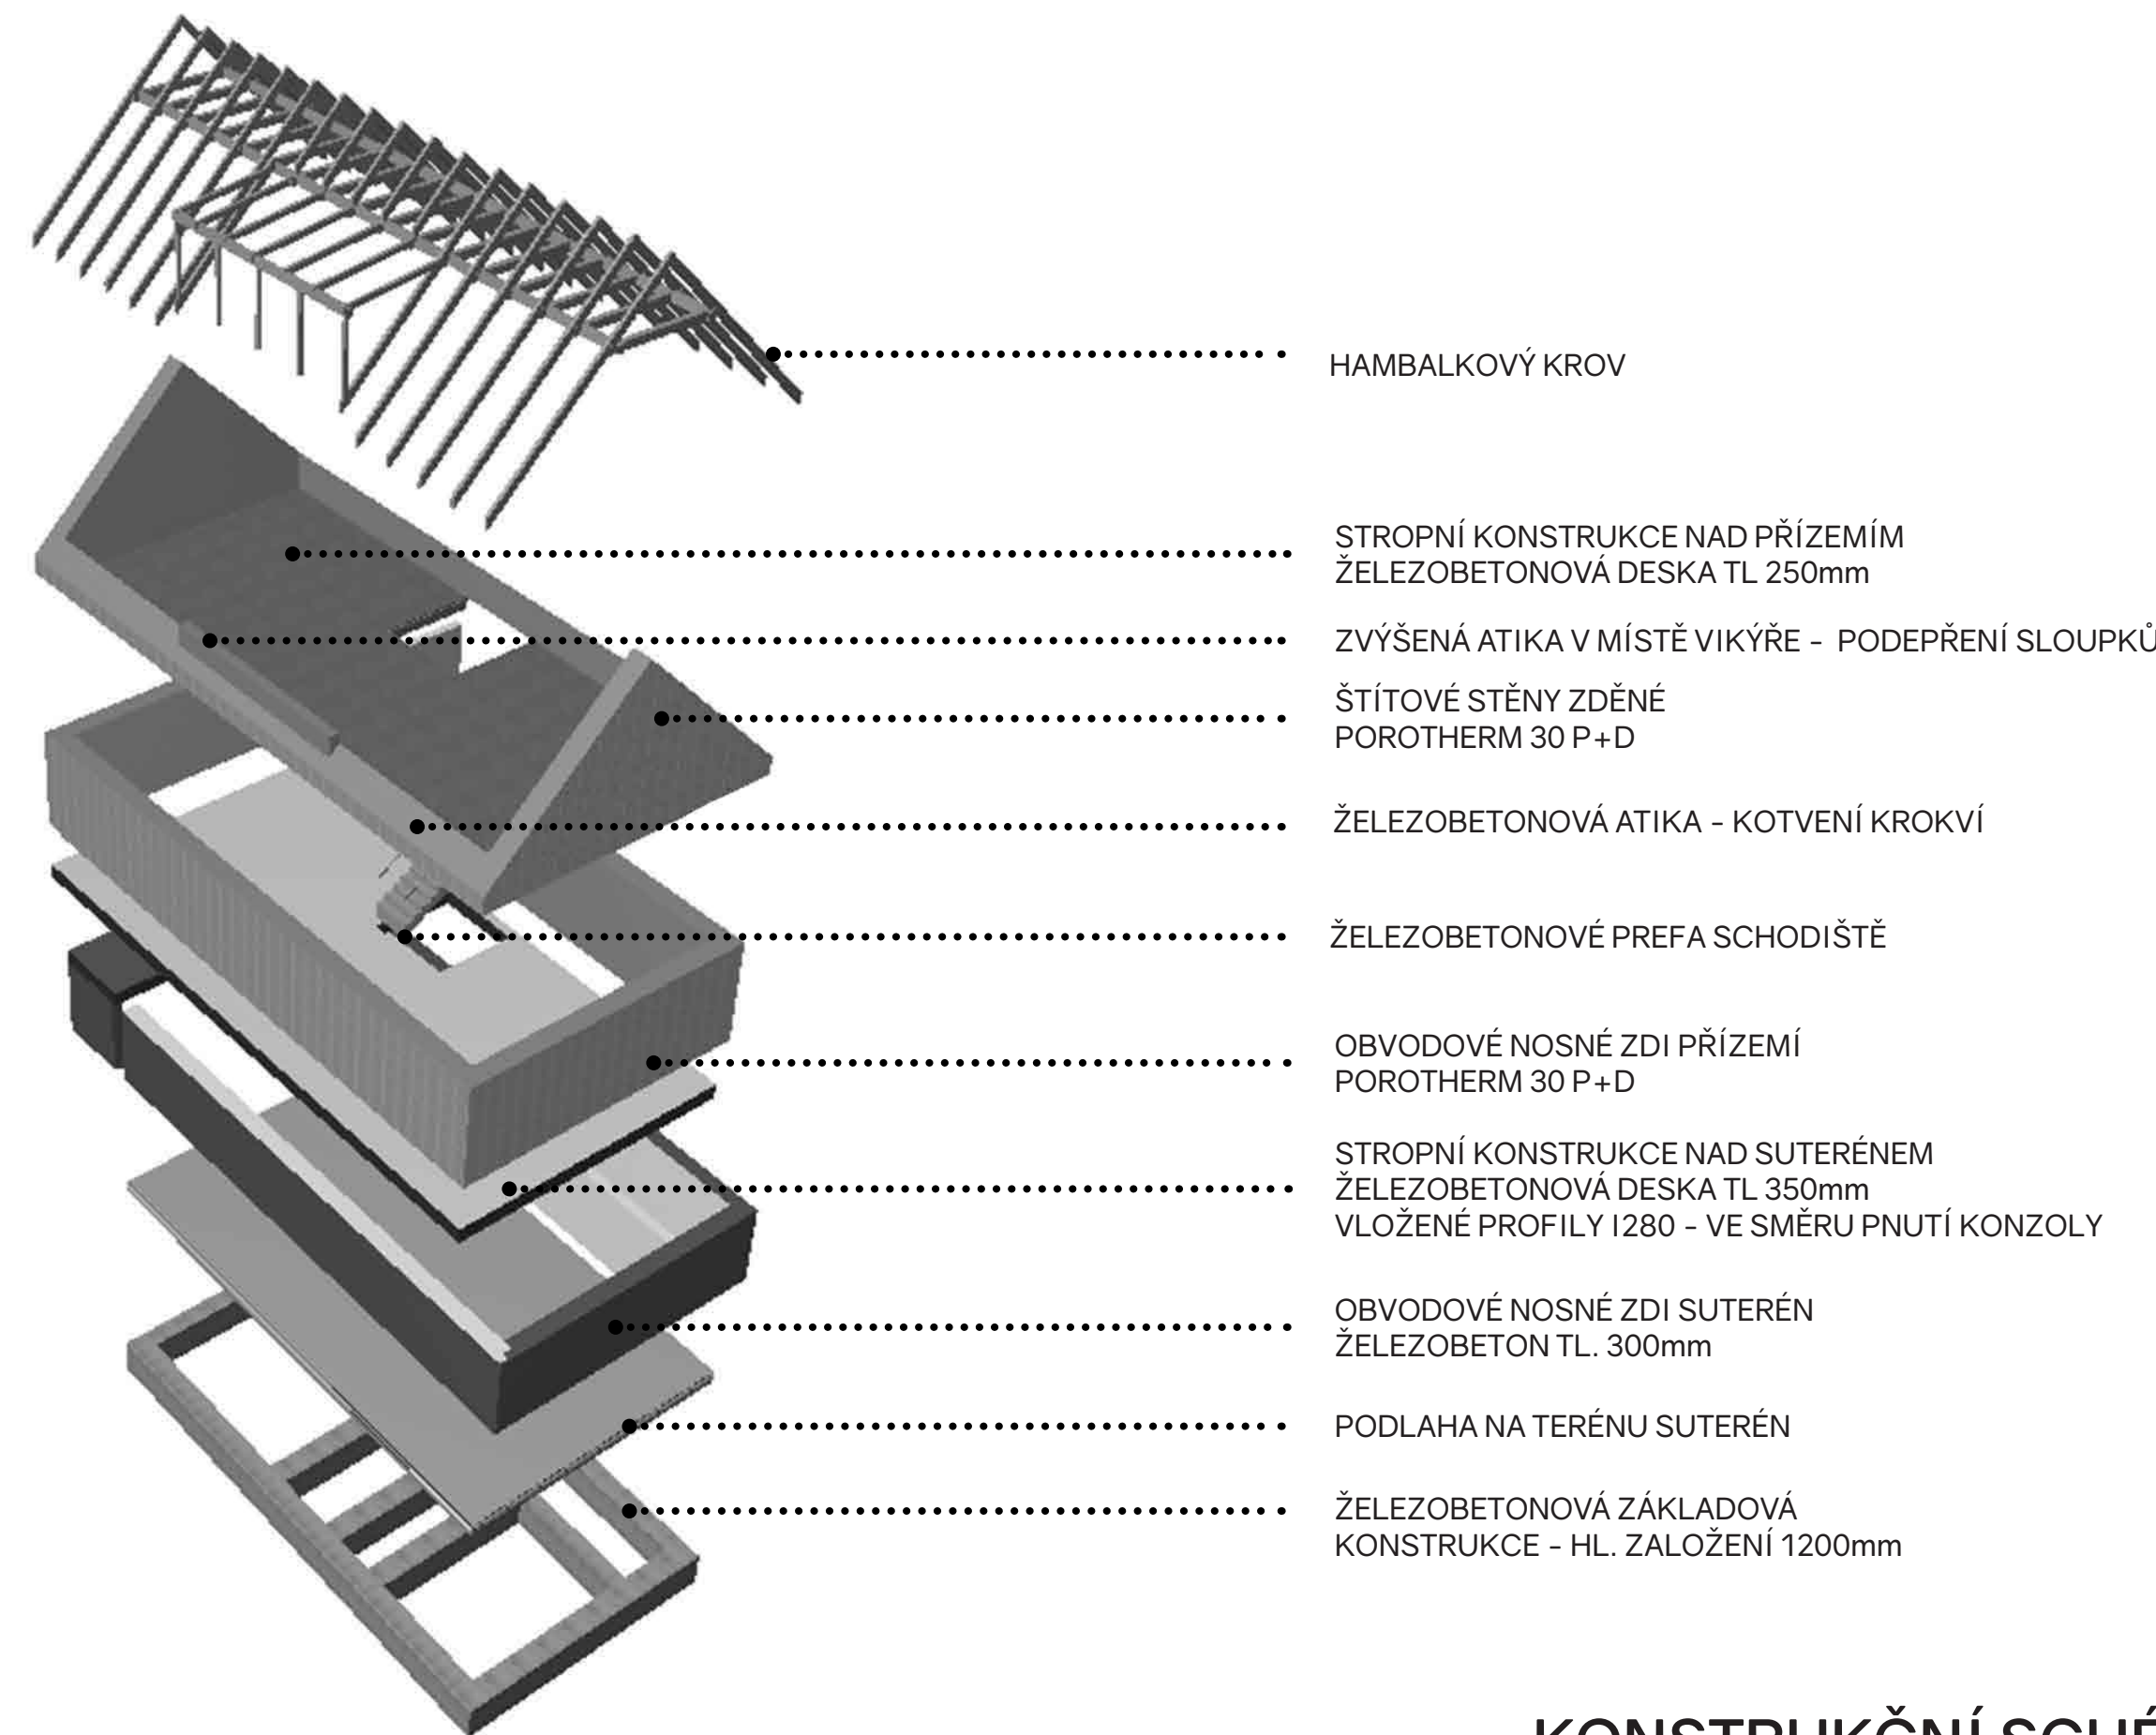 HAMBALKOVÝ KROV
STROPNÍ KONSTRUKCE NAD PŘÍZEMÍM
ŽELEZOBETONOVÁ DESKA TL 250mm
ZVÝŠENÁ ATIKA V MÍSTĚ VIKÝŘE - PODEPŘENÍ SLOUPKŮ
ŠTÍTOVÉ STĚNY ZDĚNÉ
POROTHERM 30 P+D
ŽELEZOBETONOVÁ ATIKA - KOTVENÍ KROKVÍ
ŽELEZOBETONOVÉ PREFA SCHODIŠTĚ
OBVODOVÉ NOSNÉ ZDI PŘÍZEMÍ
POROTHERM 30 P+D
STROPNÍ KONSTRUKCE NAD SUTERÉNEM
ŽELEZOBETONOVÁ DESKA TL 350mm
VLOŽENÉ PROFILY I280 - VE SMĚRU PNUTÍ KONZOLY
OBVODOVÉ NOSNÉ ZDI SUTERÉN
ŽELEZOBETON TL. 300mm
PODLAHA NA TERÉNU SUTERÉN
ŽELEZOBETONOVÁ ZÁKLADOVÁ
KONSTRUKCE - HL. ZALOŽENÍ 1200mm
KONSTRUKČNÍ